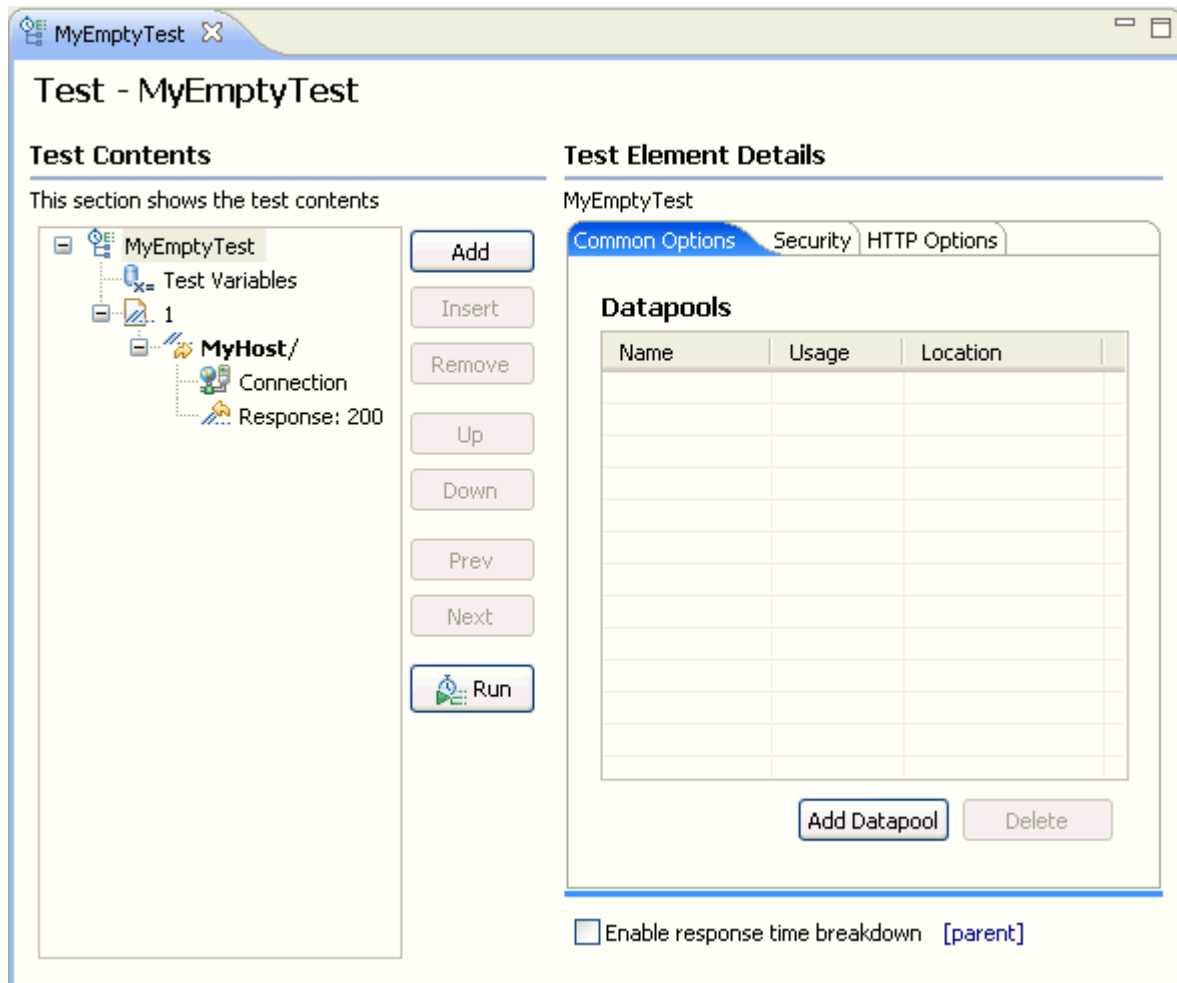 MyEmptyTest
Test - MyEmptyTest
Test Contents
This section shows the test contents
MyEmptyTest
Test Variables
1
MyHost/
Connection
Response: 200
Add
Insert
Remove
Up
Down
Prev
Next
Run
Test Element Details
MyEmptyTest
Common Options Security HTTP Options
Datapools
Name Usage Location
Add Datapool Delete
Enable response time breakdown [parent]